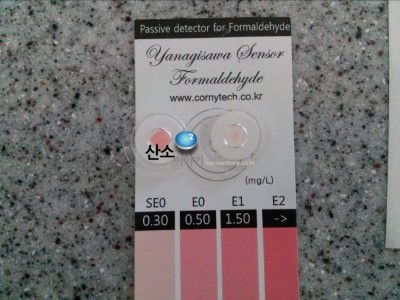 Passive detector for Formaldehyde
Yanagisawa Sensor
Formaldehyde
www.cornytech.co.kr
2
산소
(mg/L)
SE0 E0 E1 E2
0.30 0.50 1.50 ->